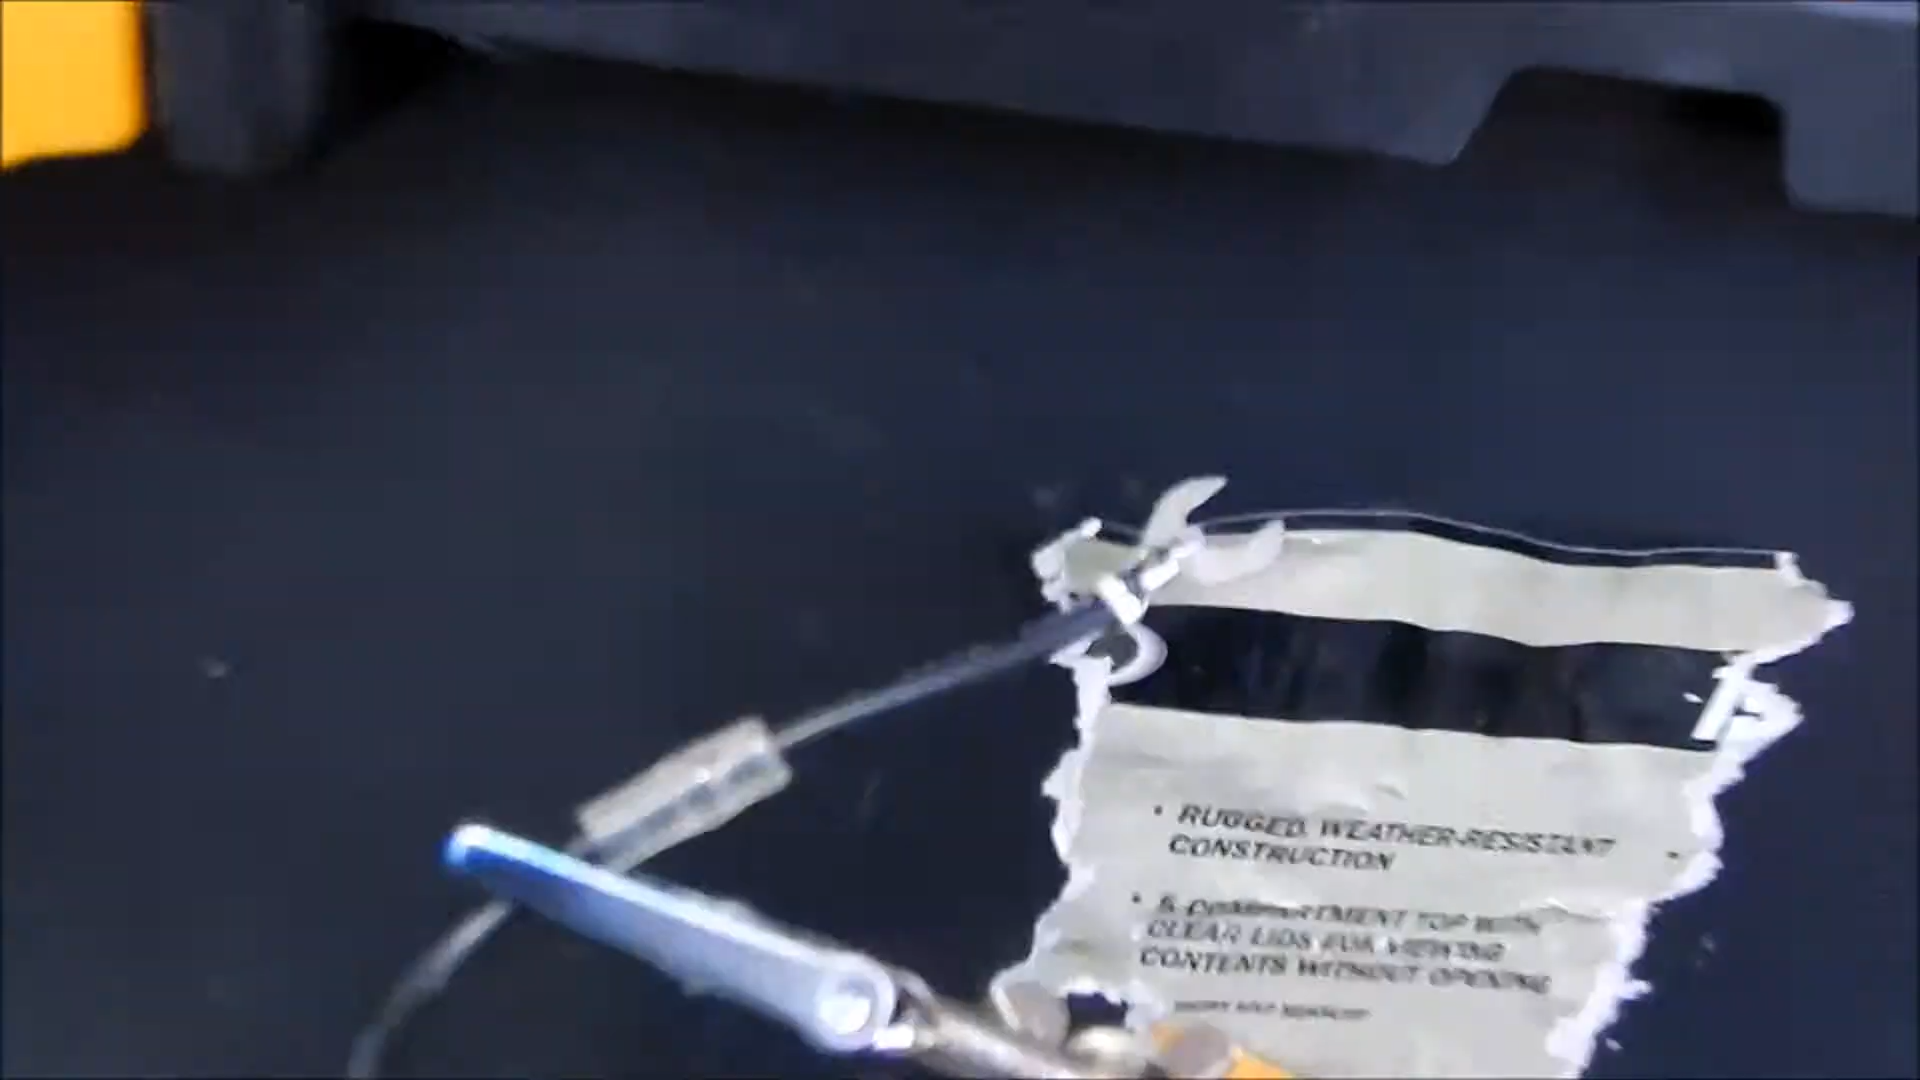 • RUGGED, WEATHER-RESISTANT
CONSTRUCTION
• 5 COMPARTMENT TOP WITH
CLEAR LIDS FOR VIEWING
CONTENTS WITHOUT OPENING